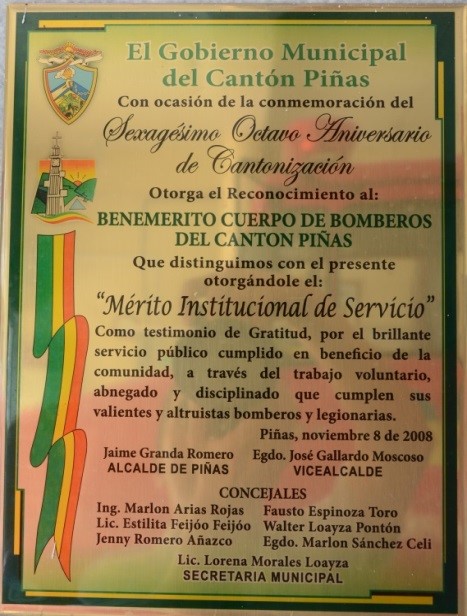 El Gobierno Municipal
del Cantón Piñas
Con ocasión de la conmemoración del
Sexagésimo Octavo Aniversario
de Cantonización
Otorga el Reconocimiento al:
BENEMERITO CUERPO DE BOMBEROS
DEL CANTON PIÑAS
Que distinguimos con el presente
otorgándole el:
“Mérito Institucional de Servicio”
Como testimonio de Gratitud, por el brillante
servicio público cumplido en beneficio de la
comunidad, a través del trabajo voluntario,
abnegado y disciplinado que cumplen sus
valientes y altruistas bomberos y legionarias.
Piñas, noviembre 8 de 2008
Jaime Granda Romero
ALCALDE DE PIÑAS
Egdo. José Gallardo Moscoso
VICEALCALDE
CONCEJALES
Ing. Marlon Arias Rojas
Lic. Estilita Feijóo Feijóo
Jenny Romero Añazco
Fausto Espinoza Toro
Walter Loayza Pontón
Egdo. Marlon Sánchez Celi
Lic. Lorena Morales Loayza
SECRETARIA MUNICIPAL